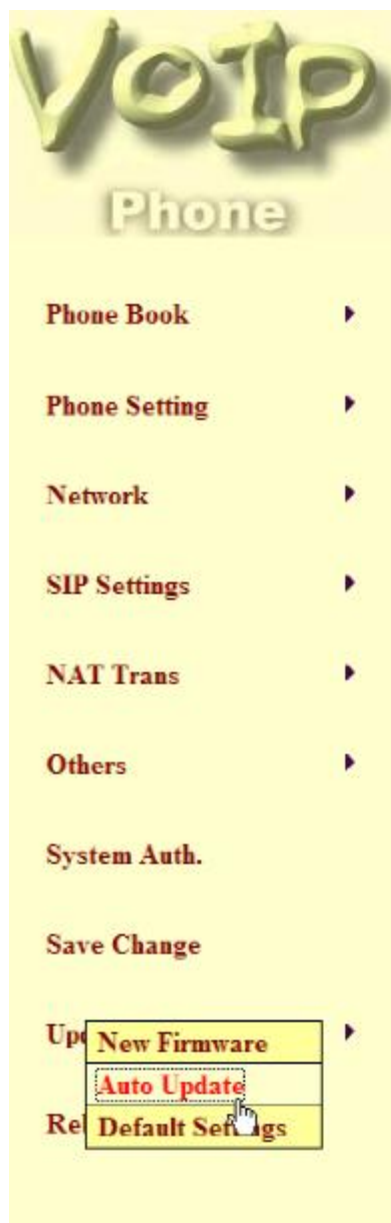 VoIP
Phone
Phone Book
Phone Setting
Network
SIP Settings
NAT Trans
Others
System Auth.
Save Change
New Firmware
Auto Update
Default Settings